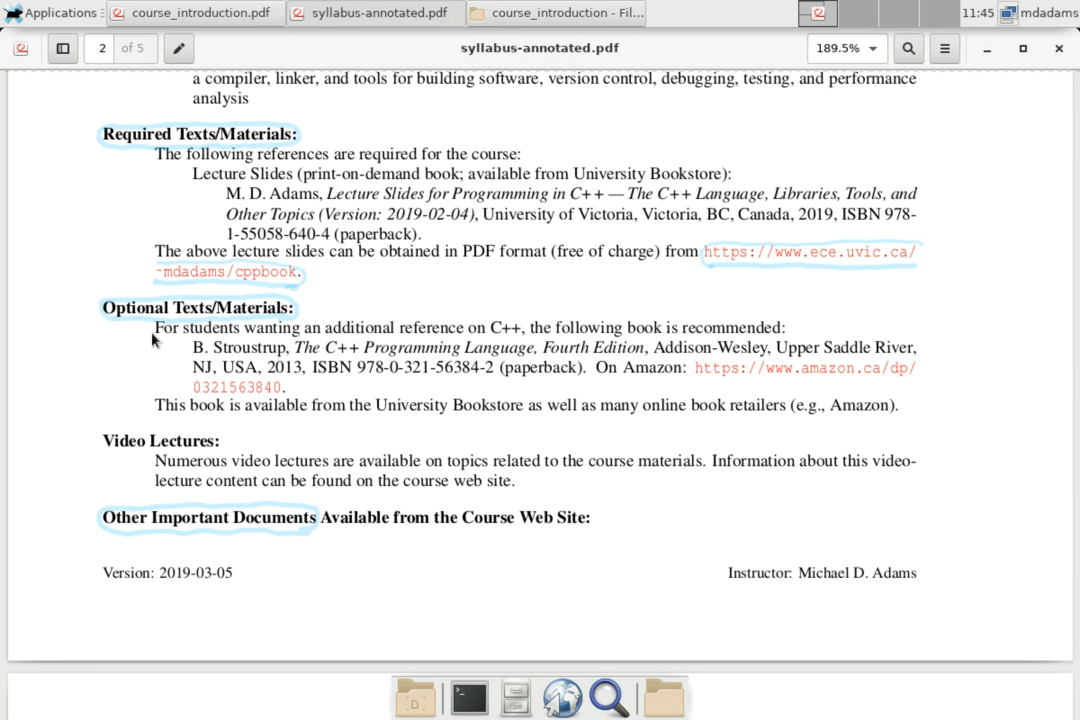 Applications
course_introduction.pdf
syllabus-annotated.pdf
course_introduction - Fil...
11:45
mdadams
2 of 5
syllabus-annotated.pdf
189.5%
a compiler, linker, and tools for building software, version control, debugging, testing, and performance
analysis
Required Texts/Materials:
The following references are required for the course:
Lecture Slides (print-on-demand book; available from University Bookstore):
M. D. Adams, Lecture Slides for Programming in C++ — The C++ Language, Libraries, Tools, and
Other Topics (Version: 2019-02-04), University of Victoria, Victoria, BC, Canada, 2019, ISBN 978-
1-55058-640-4 (paperback).
The above lecture slides can be obtained in PDF format (free of charge) from https://www.ece.uvic.ca/
~mdadams/cppbook.
Optional Texts/Materials:
For students wanting an additional reference on C++, the following book is recommended:
B. Stroustrup, The C++ Programming Language, Fourth Edition, Addison-Wesley, Upper Saddle River,
NJ, USA, 2013, ISBN 978-0-321-56384-2 (paperback). On Amazon: https://www.amazon.ca/dp/
0321563840.
This book is available from the University Bookstore as well as many online book retailers (e.g., Amazon).
Video Lectures:
Numerous video lectures are available on topics related to the course materials. Information about this video-
lecture content can be found on the course web site.
Other Important Documents Available from the Course Web Site:
Version: 2019-03-05
Instructor: Michael D. Adams